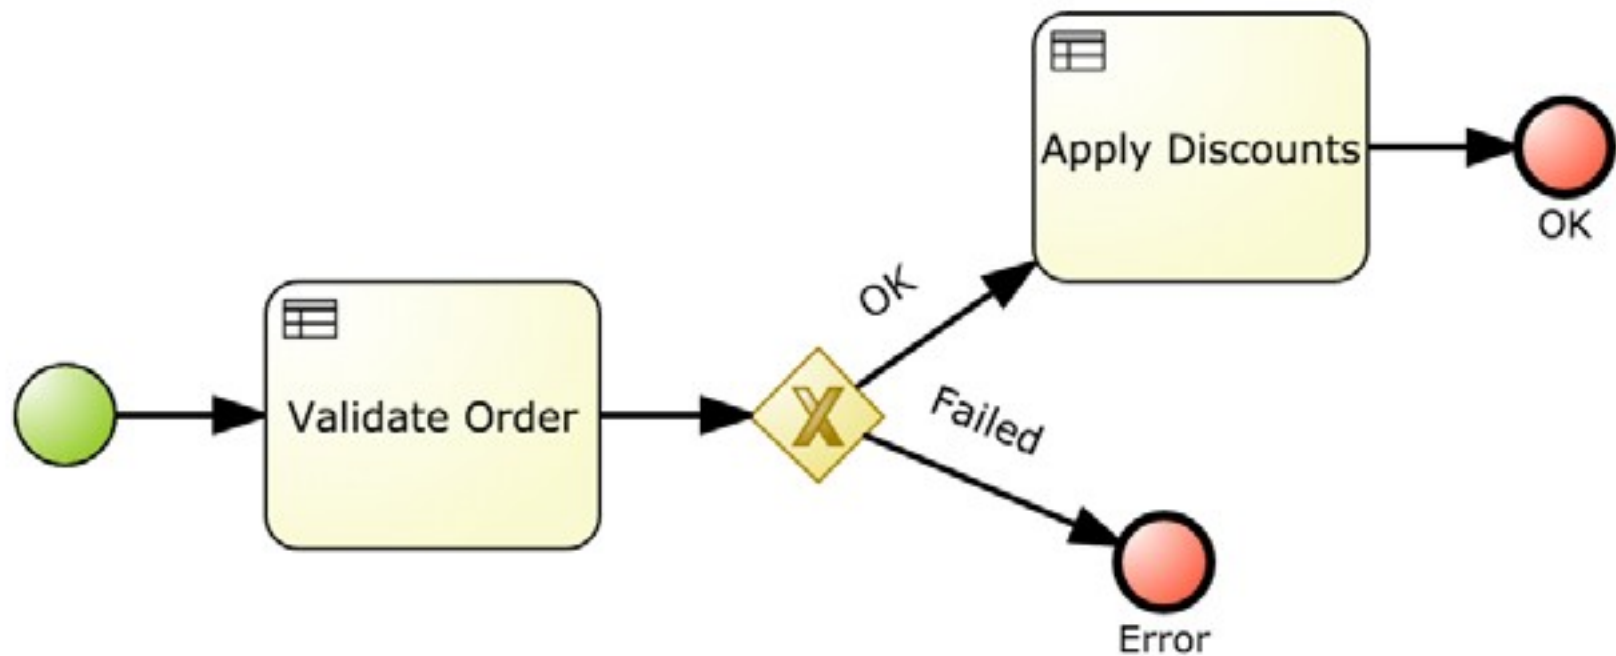 Validate Order
OK
Failed
Apply Discounts
OK
Error